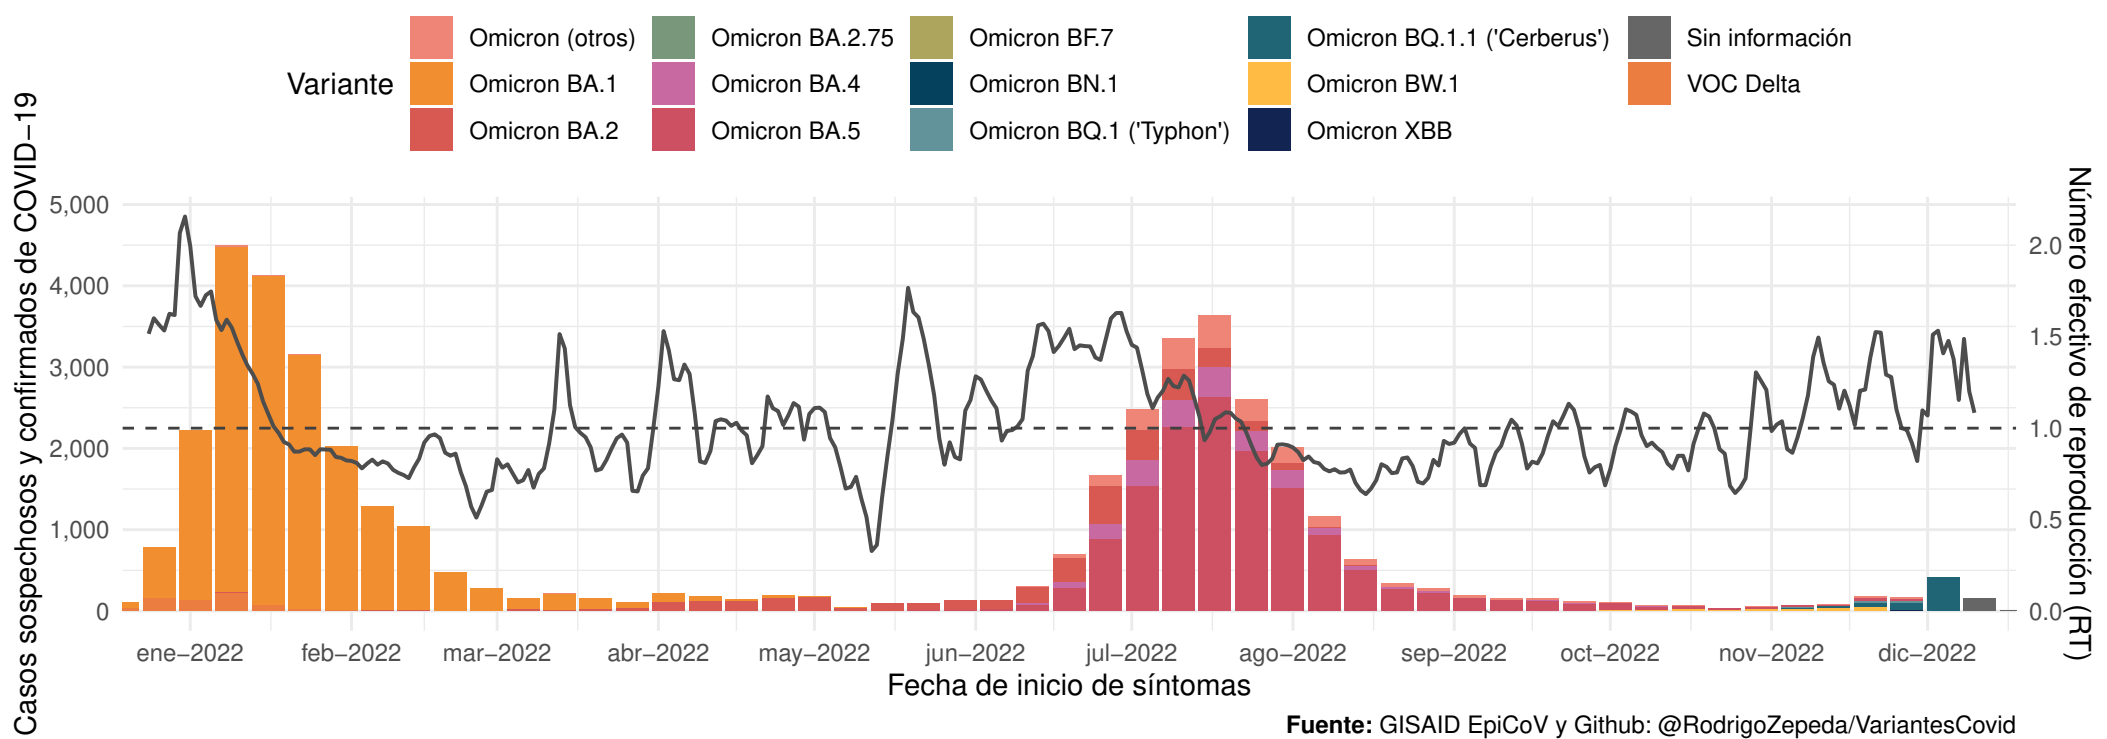 Variante
Omicron (otros)
Omicron BA.1
Omicron BA.2
Omicron BA.2.75
Omicron BA.4
Omicron BA.5
Omicron BF.7
Omicron BN.1
Omicron BQ.1 ('Typhon')
Omicron BQ.1.1 ('Cerberus')
Omicron BW.1
Omicron XBB
Sin información
VOC Delta
Casos sospechosos y confirmados de COVID−19
5,000
4,000
3,000
2,000
1,000
0
Número efectivo de reproducción (RT)
2.0
1.5
1.0
0.5
0.0
ene−2022 feb−2022 mar−2022 abr−2022 may−2022 jun−2022 jul−2022 ago−2022 sep−2022 oct−2022 nov−2022 dic−2022
Fecha de inicio de síntomas
Fuente: GISAID EpiCoV y Github: @RodrigoZepeda/VariantesCovid